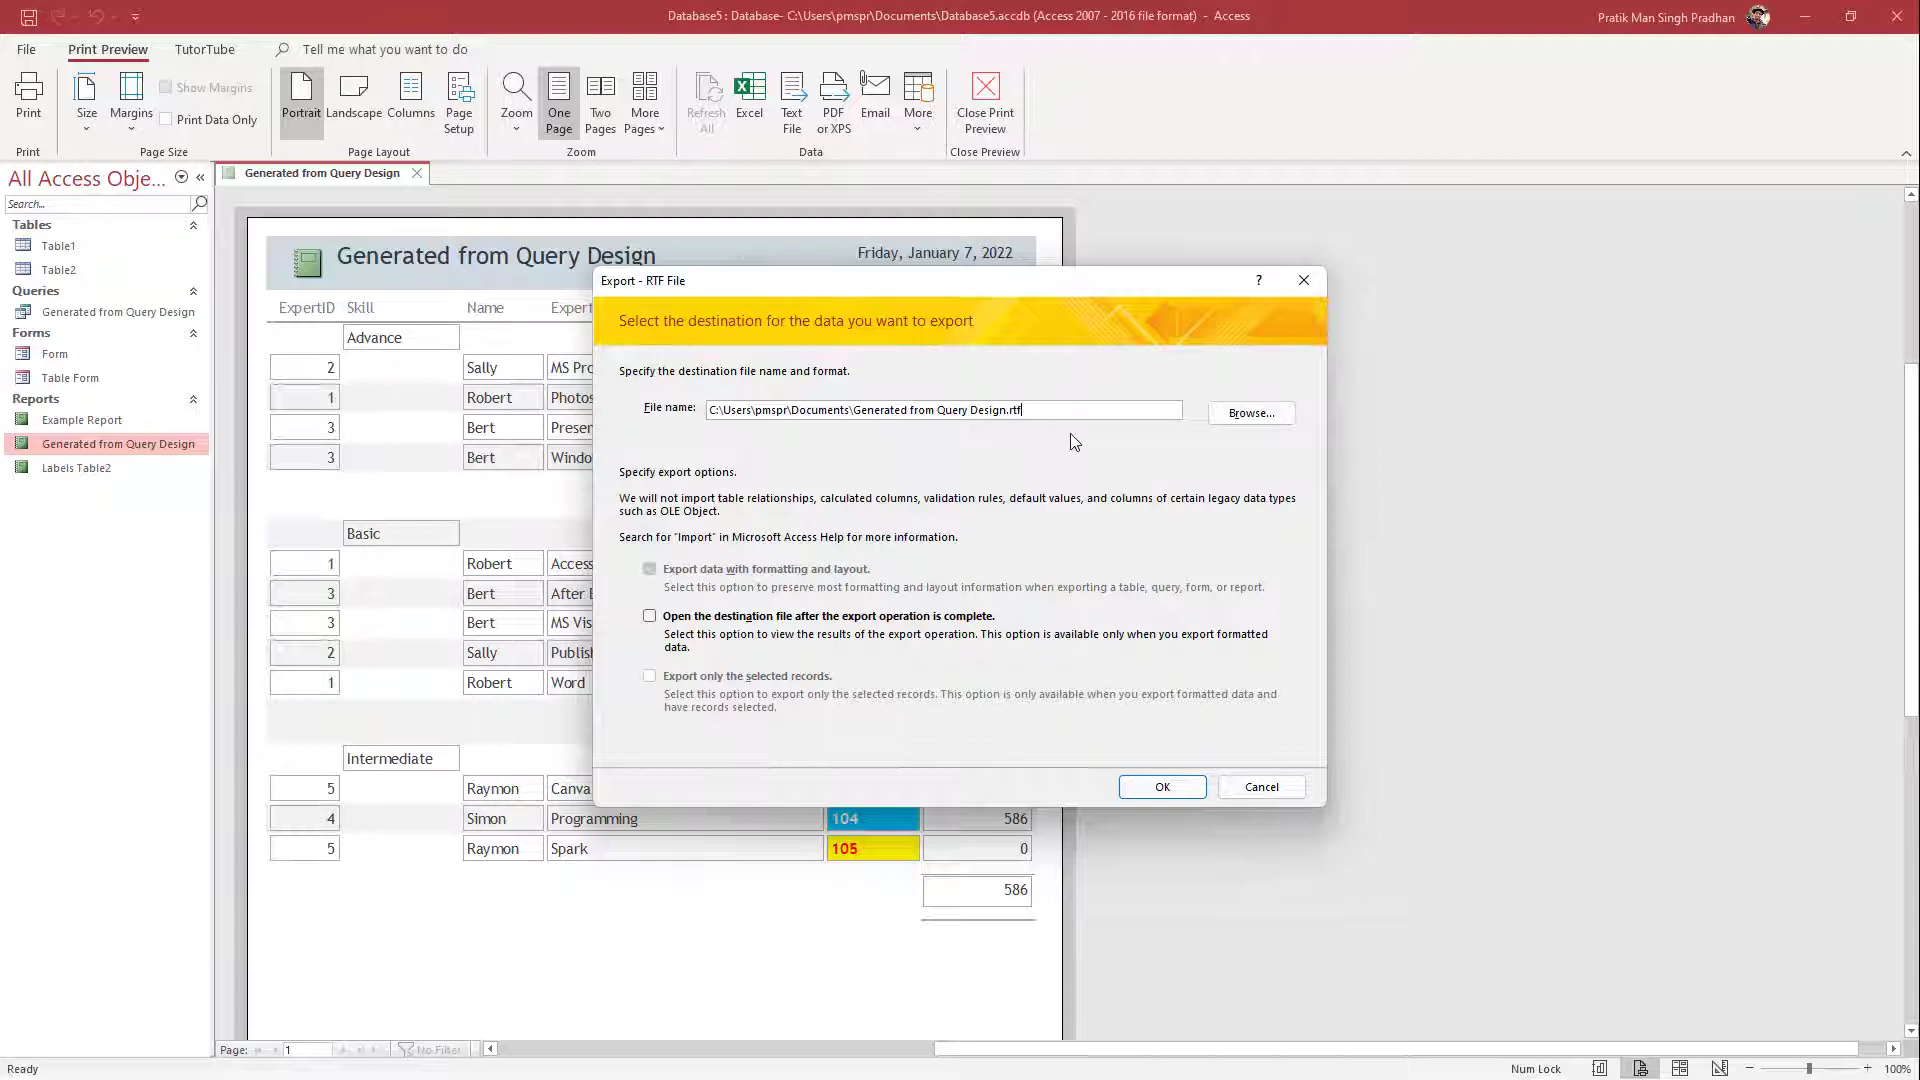 Database5 : Database- C:\Users\pmspr\Documents\Database5.accdb (Access 2007 - 2016 file format) - Access
Pratik Man Singh Pradhan
File
Print Preview
TutorTube
Tell me what you want to do
Print
Size
Margins
Show Margins
Print Data Only
Portrait
Landscape
Columns
Page
Setup
Zoom
One
Page
Two
Pages
More
Pages
Refresh
All
Excel
Text
File
PDF
or XPS
Email
More
Close Print
Preview
Print
Page Size
Page Layout
Zoom
Data
Close Preview
All Access Obje...
Search...
Tables
Table1
Table2
Queries
Generated from Query Design
Forms
Form
Table Form
Reports
Example Report
Generated from Query Design
Labels Table2
Generated from Query Design
Generated from Query Design
Friday, January 7, 2022
ExpertID Skill Name Expert
Advance
2 Sally MS Pro
1 Robert Photos
3 Bert Preser
3 Bert Windo
Basic
1 Robert Access
3 Bert After E
3 Bert MS Vis
2 Sally Publis
1 Robert Word
Intermediate
5 Raymon Canva
4 Simon Programming 104 586
5 Raymon Spark 105 0
586
Export - RTF File
?
Select the destination for the data you want to export
Specify the destination file name and format.
File name: C:\Users\pmspr\Documents\Generated from Query Design.rtf
Browse...
Specify export options.
We will not import table relationships, calculated columns, validation rules, default values, and columns of certain legacy data types
such as OLE Object.
Search for "Import" in Microsoft Access Help for more information.
Export data with formatting and layout.
Select this option to preserve most formatting and layout information when exporting a table, query, form, or report.
Open the destination file after the export operation is complete.
Select this option to view the results of the export operation. This option is available only when you export formatted
data.
Export only the selected records.
Select this option to export only the selected records. This option is only available when you export formatted data and
have records selected.
OK
Cancel
Page: 1
No Filter
Ready
Num Lock
100%